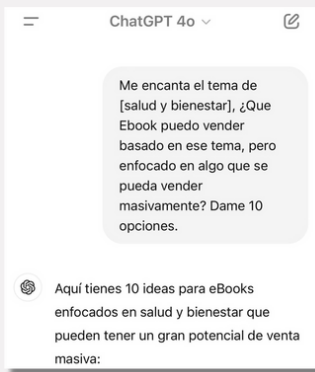 ChatGPT 4o
Me encanta el tema de
[salud y bienestar], ¿Que
Ebook puedo vender
basado en ese tema, pero
enfocado en algo que se
pueda vender
masivamente? Dame 10
opciones.
Aquí tienes 10 ideas para eBooks
enfocados en salud y bienestar que
pueden tener un gran potencial de venta
masiva: